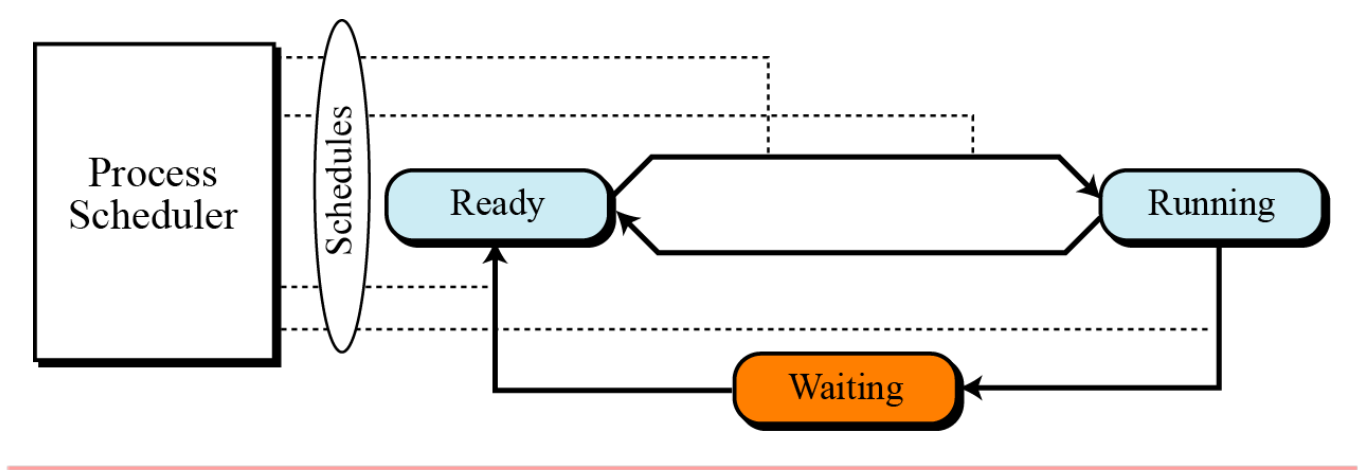 Process
Scheduler
Schedules
Ready
Running
Waiting